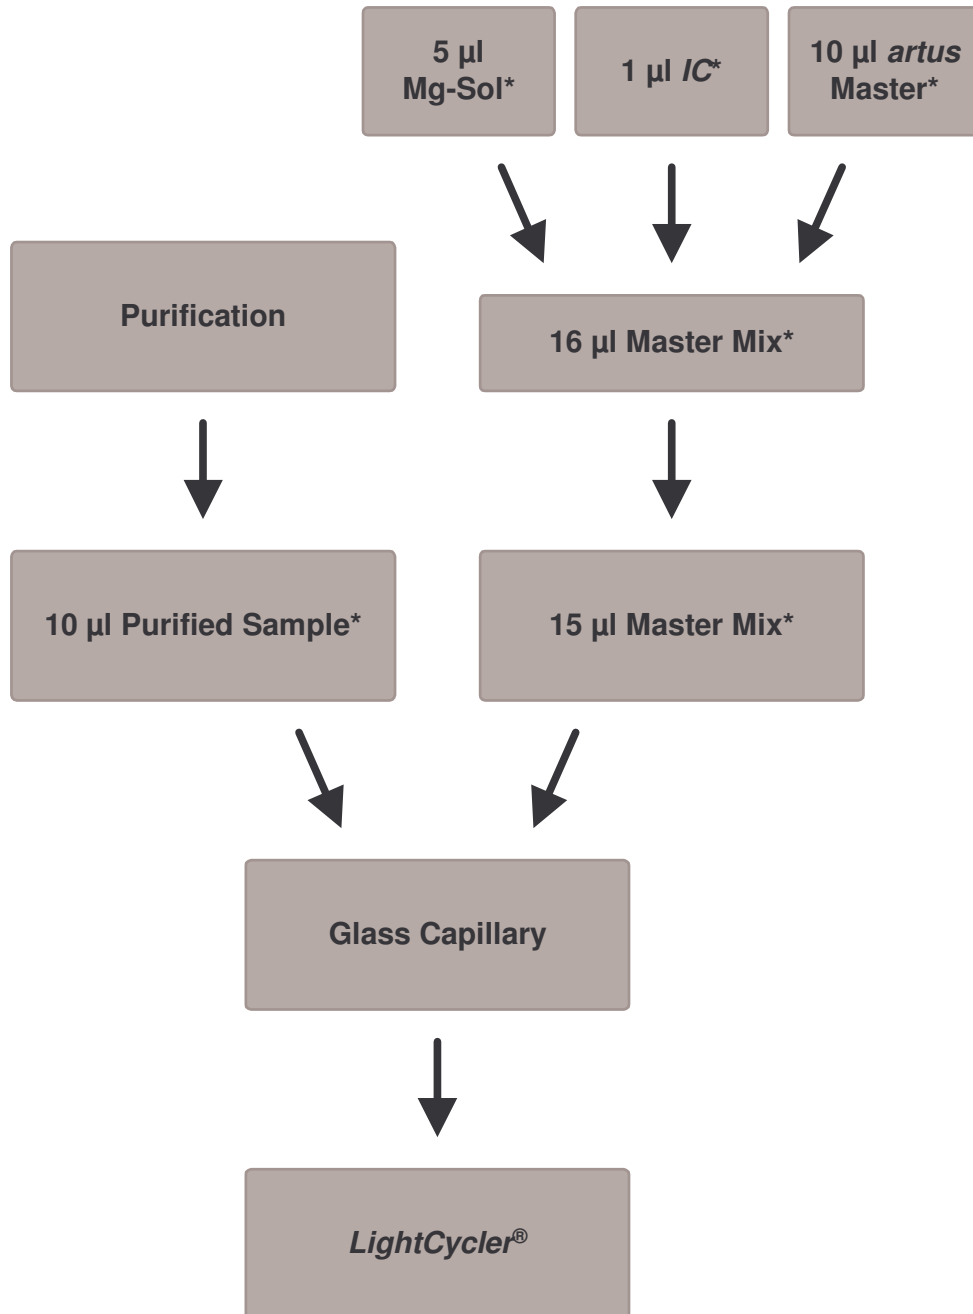 5 µl
Mg-Sol*
1 µl IC*
10 µl artus
Master*
Purification
16 µl Master Mix*
10 µl Purified Sample*
15 µl Master Mix*
Glass Capillary
LightCycler®